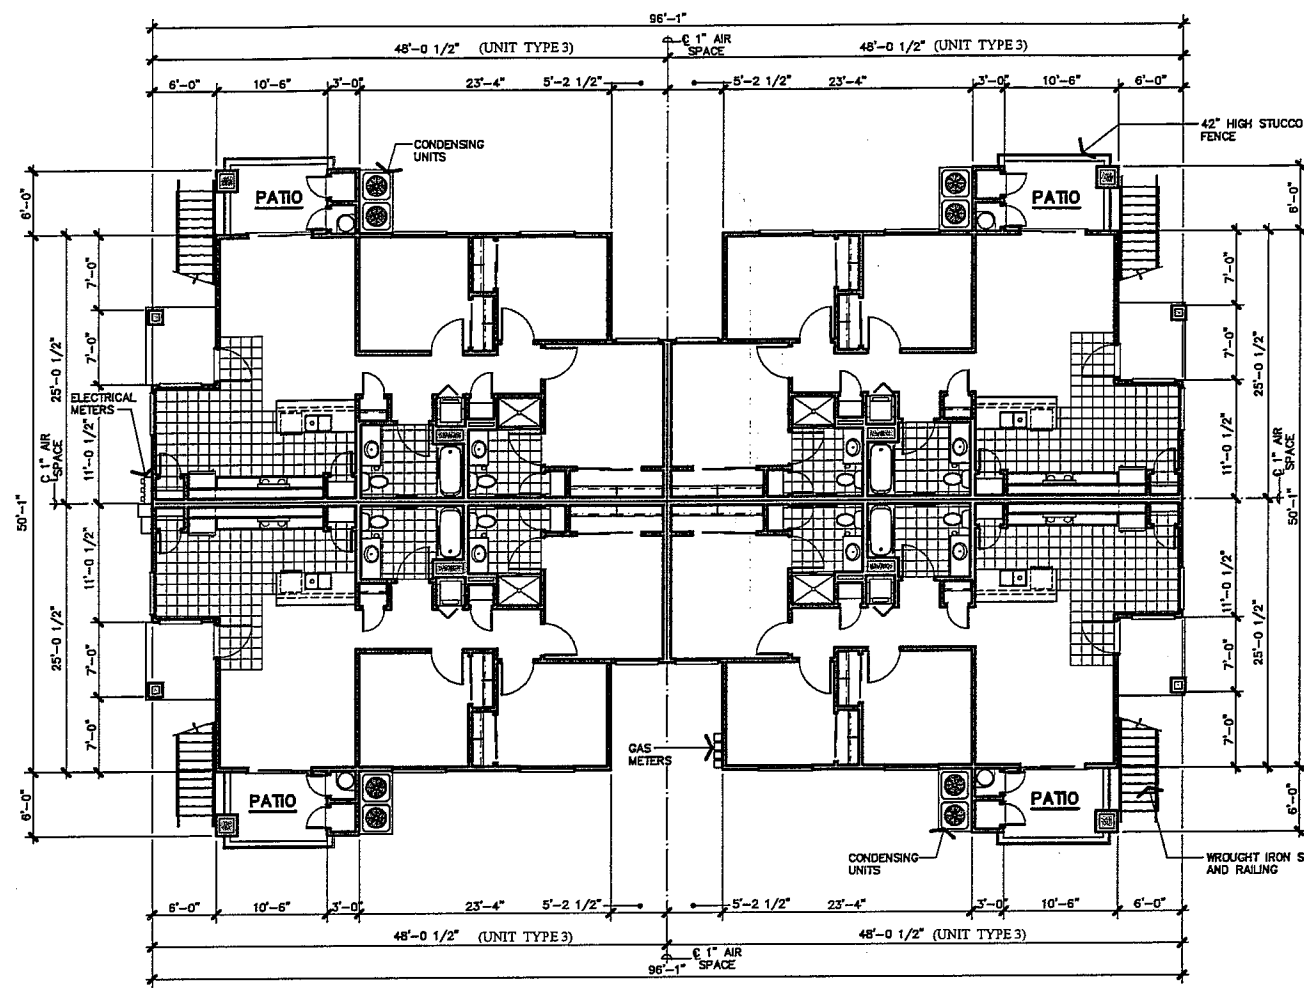 96'-1"
48'-0 1/2" (UNIT TYPE 3)
℄ 1" AIR
SPACE
48'-0 1/2" (UNIT TYPE 3)
6'-0" 10'-6" 3'-0 23'-4" 5'-2 1/2" 5'-2 1/2" 23'-4" 3'-0 10'-6" 6'-0"
42" HIGH STUCCO
FENCE
CONDENSING
UNITS
PATIO
PATIO
6'-0"
6'-0"
7'-0"
7'-0"
7'-0"
7'-0"
25'-0 1/2"
25'-0 1/2"
ELECTRICAL
METERS
11'-0 1/2"
11'-0 1/2"
℄ 1" AIR
SPACE
℄ 1" AIR
SPACE
50'-1"
50'-1"
11'-0 1/2"
11'-0 1/2"
25'-0 1/2"
25'-0 1/2"
7'-0"
7'-0"
7'-0"
7'-0"
GAS
METERS
6'-0"
6'-0"
PATIO
PATIO
CONDENSING
UNITS
WROUGHT IRON S
AND RAILING
6'-0" 10'-6" 3'-0 23'-4" 5'-2 1/2" 5'-2 1/2" 23'-4" 3'-0 10'-6" 6'-0"
48'-0 1/2" (UNIT TYPE 3)
48'-0 1/2" (UNIT TYPE 3)
℄ 1" AIR
SPACE
96'-1"